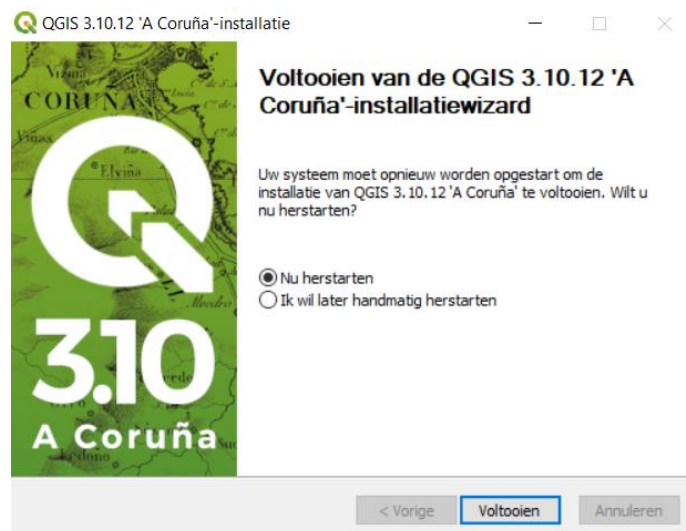 QGIS 3.10.12 'A Coruña'-installatie
Voltooien van de QGIS 3.10.12 'A
Coruña'-installatiewizard
Uw systeem moet opnieuw worden opgestart om de
installatie van QGIS 3.10.12 'A Coruña' te voltooien. Wilt u
nu herstarten?
Nu herstarten
Ik wil later handmatig herstarten
CORUÑA
Elviña
3.10
A Coruña
< Vorige
Voltooien
Annuleren